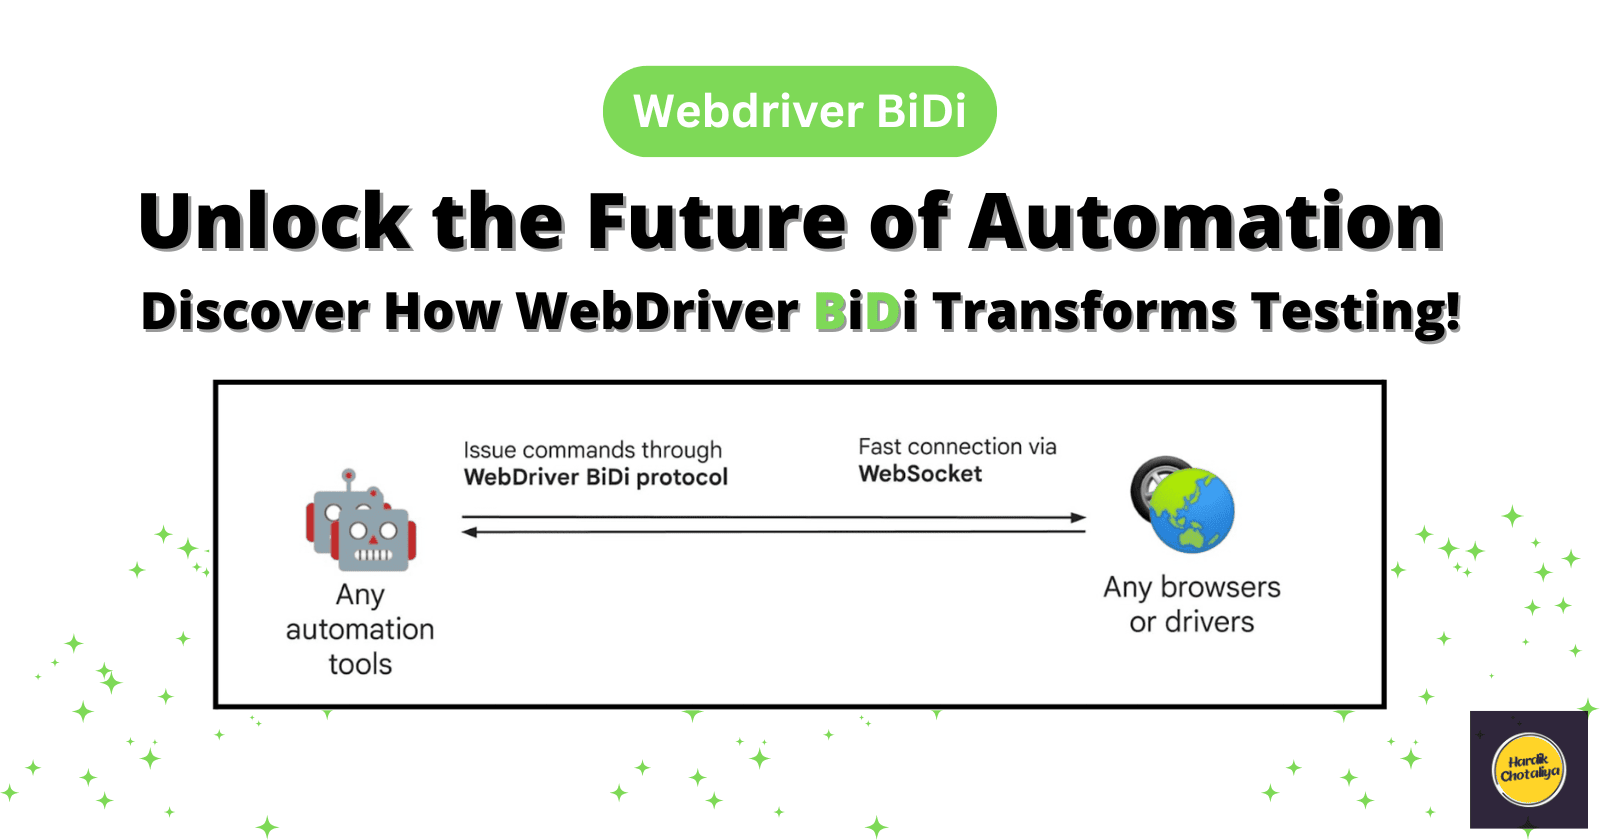 Webdriver BiDi
Unlock the Future of Automation
Discover How WebDriver BiDi Transforms Testing!
Issue commands through
WebDriver BiDi protocol
Fast connection via
WebSocket
Any
automation
tools
Any browsers
or drivers
Hardik
Chotaliya